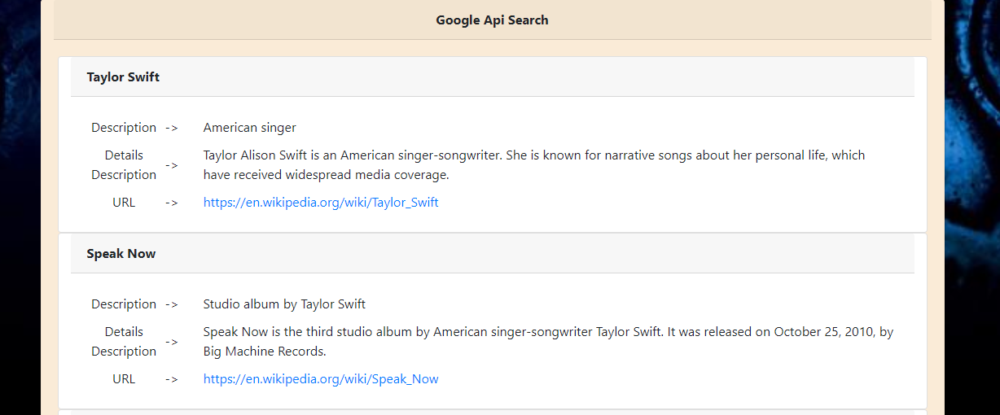 Google Api Search
Taylor Swift
Description -> American singer
Details Description -> Taylor Alison Swift is an American singer-songwriter. She is known for narrative songs about her personal life, which
have received widespread media coverage.
URL -> https://en.wikipedia.org/wiki/Taylor_Swift
Speak Now
Description -> Studio album by Taylor Swift
Details Description -> Speak Now is the third studio album by American singer-songwriter Taylor Swift. It was released on October 25, 2010, by
Big Machine Records.
URL -> https://en.wikipedia.org/wiki/Speak_Now